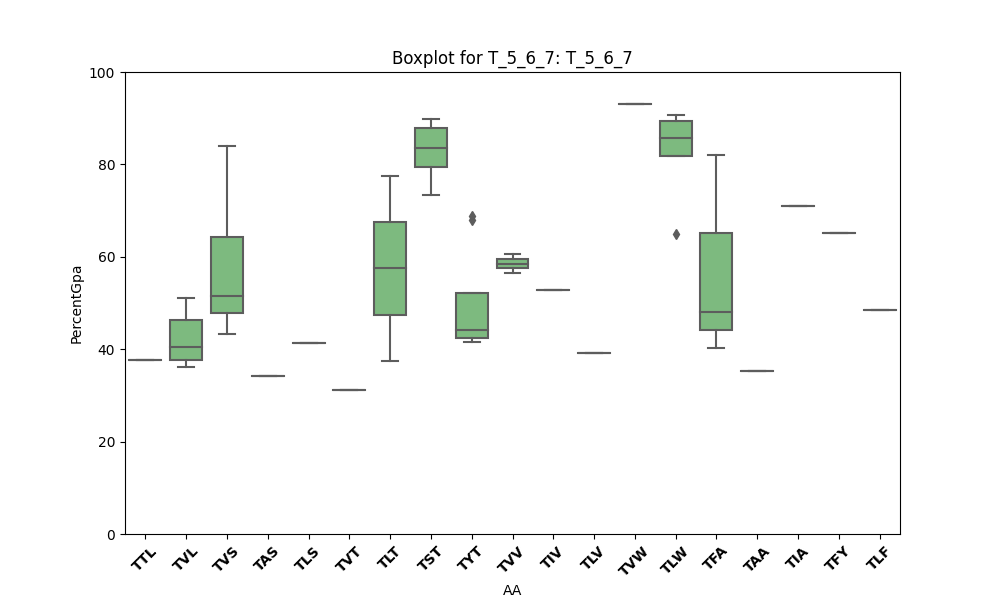 Boxplot for T_5_6_7: T_5_6_7
100
80
60
40
20
0
PercentGpa
TTL TVL TVS TAS TLS TVT TLT TST TYT TVV TIV TLV TVW TLW TFA TAA TIA TFY TLF
AA